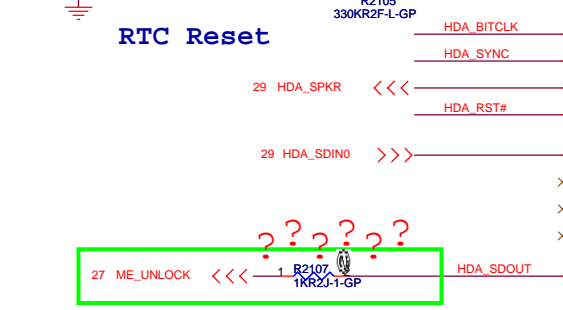 R2105
330KR2F-L-GP
RTC Reset
HDA_BITCLK
HDA_SYNC
29 HDA_SPKR
HDA_RST#
29 HDA_SDIN0
? ? ? ? ? ?
27 ME_UNLOCK
1 R2107
HDA_SDOUT
1KR2J-1-GP